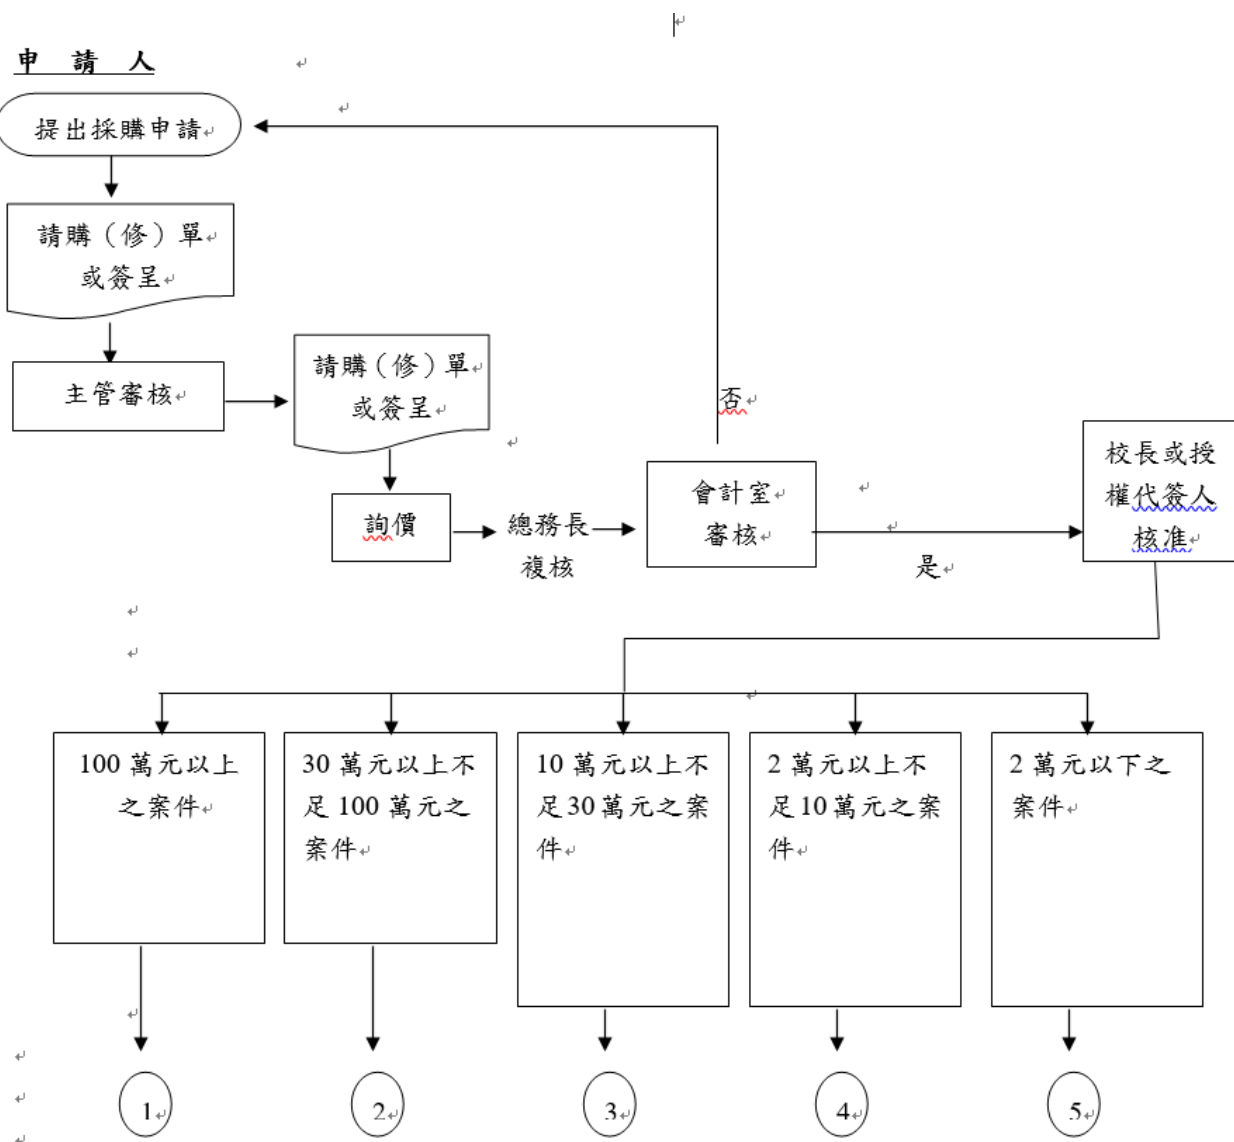 申 請 人
提出採購申請
請購（修）單
或簽呈
主管審核
請購（修）單
或簽呈
詢價
總務長
複核
會計室
審核
否
是
校長或授
權代簽人
核准
100 萬元以上
之案件
30 萬元以上不
足 100 萬元之
案件
10 萬元以上不
足 30 萬元之案
件
2 萬元以上不
足 10 萬元之案
件
2 萬元以下之
案件
1
2
3
4
5